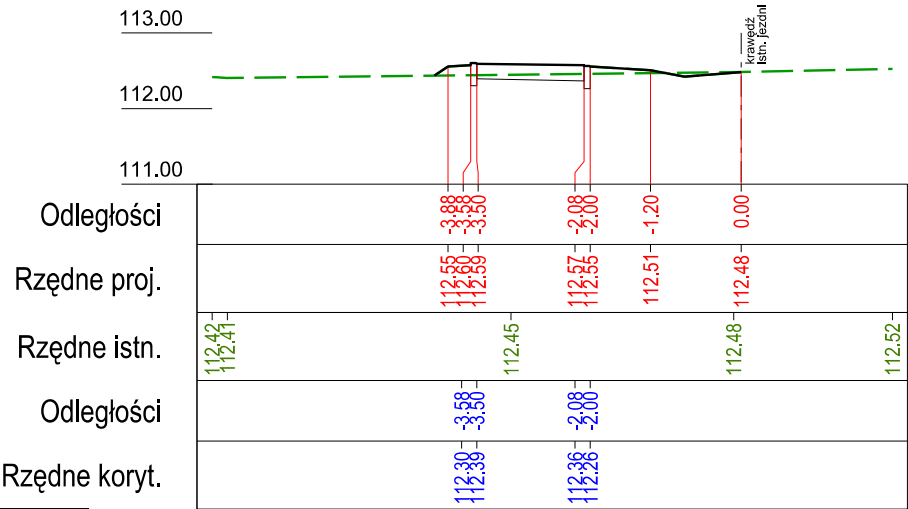 113.00
krawędź
istn. jezdni
112.00
111.00
Odległości
-3.88 -3.58 -3.58 -3.50 -2.08 -2.00 -1.20 0.00
Rzędne proj.
112.55 112.60 112.59 112.57 112.55 112.51 112.48
Rzędne istn.
112.42 112.41 112.45 112.48 112.52
Odległości
-3.58 -3.50 -2.08 -2.00
Rzędne koryt.
112.30 112.39 112.36 112.26